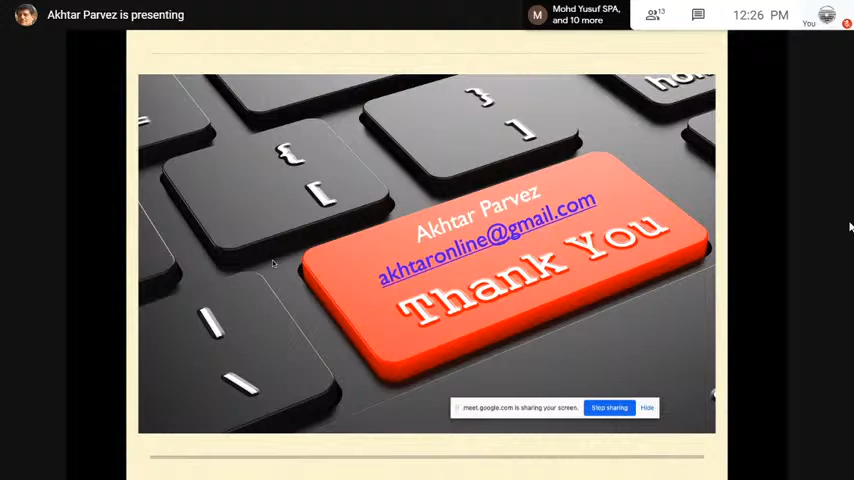 Akhtar Parvez is presenting
M
Mohd Yusuf SPA,
and 10 more
13
12:26 PM
You
}
]
{
[
Akhtar Parvez
akhtaronline@gmail.com
Thank You
meet.google.com is sharing your screen.
Stop sharing
Hide